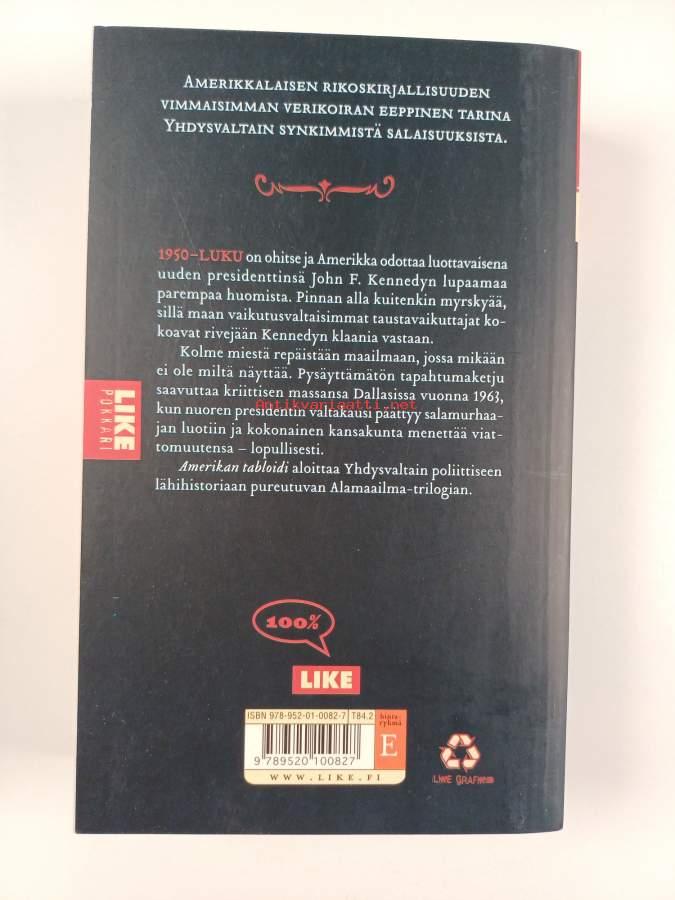 AMERIKKALAISEN RIKOSKIRJALLISUUDEN
VIMMAISIMMAN VERIKOIRAN EEPPINEN TARINA
YHDYSVALTAIN SYNKIMMISTÄ SALAISUUKSISTA.
1950–LUKU on ohitse ja Amerikka odottaa luottavaisena
uuden presidenttinsä John F. Kennedyn lupaamaa
parempaa huomista. Pinnan alla kuitenkin myrskyää,
sillä maan vaikutusvaltaisimmat taustavaikuttajat ko-
koavat rivejään Kennedyn klaania vastaan.
Kolme miestä repäistään maailmaan, jossa mikään
ei ole miltä näyttää. Pysäyttämätön tapahtumaketju
saavuttaa kriittisen massansa Dallasissa vuonna 1963,
kun nuoren presidentin valtakausi päättyy salamurhaa-
jan luotiin ja kokonainen kansakunta menettää viat-
tomuutensa – lopullisesti.
Amerikan tabloidi aloittaa Yhdysvaltain poliittiseen
lähihistoriaan pureutuvan Alamaailma-trilogian.
Antikvariaatti.net
LIKE
POKKARI
100%
LIKE
ISBN 978-952-01-0082-7 T84.2
hinta-
ryhmä
E
9 789520 100827
WWW.LIKE.FI